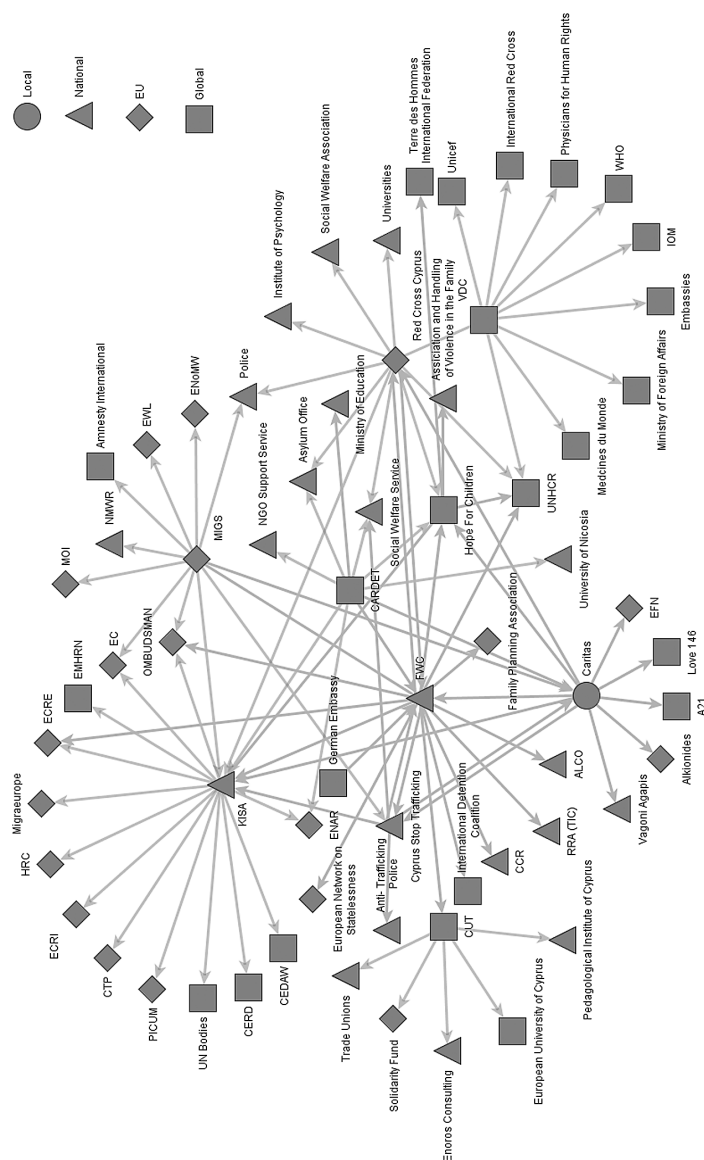 Local
National
EU
Global
Terre des Hommes
International Federation
International Red Cross
Physicians for Human Rights
Unicef
WHO
IOM
Embassies
Ministry of Foreign Affairs
Medcines du Monde
VDC
Social Welfare Association
Universities
Institute of Psychology
Red Cross Cyprus
Assiciation and Handling
of Violence in the Family
Police
Ministry of Education
Asylum Office
NGO Support Service
Social Welfare Service
Hope For Children
UNHCR
University of Nicosia
CARDET
Amnesty International
EWL
ENoMW
NMWR
MOI
MIGS
EC
OMBUDSMAN
EMHRN
ECRE
Migraeurope
HRC
ECRI
CTP
PICUM
UN Bodies
CERD
CEDAW
KISA
German Embassy
ENAR
FWC
Family Planning Association
Caritas
EFN
Love 146
A21
Alkionides
Vagoni Agapis
ALCO
RRA (TIC)
CCR
International Detention
Coalition
Cyprus Stop Trafficking
Anti- Trafficking
Police
European Network on
Statelessness
CUT
Trade Unions
Solidarity Fund
Enoros Consulting
European University of Cyprus
Pedagological Institute of Cyprus